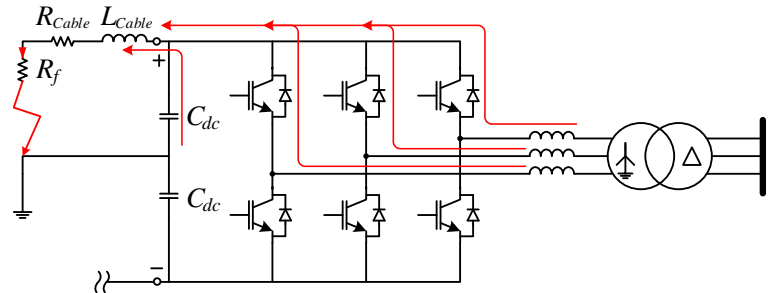 R_Cable L_Cable
+
R_f
C_dc
C_dc
Δ
−